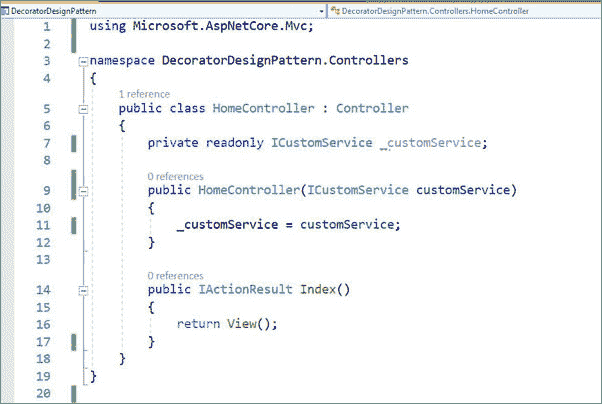 DecoratorDesignPattern DecoratorDesignPattern.Controllers.HomeController
1 using Microsoft.AspNetCore.Mvc;
2
3 namespace DecoratorDesignPattern.Controllers
4 {
1 reference
5 public class HomeController : Controller
6 {
7 private readonly ICustomService _customService;
8
0 references
9 public HomeController(ICustomService customService)
10 {
11 _customService = customService;
12 }
13
0 references
14 public IActionResult Index()
15 {
16 return View();
17 }
18 }
19 }
20